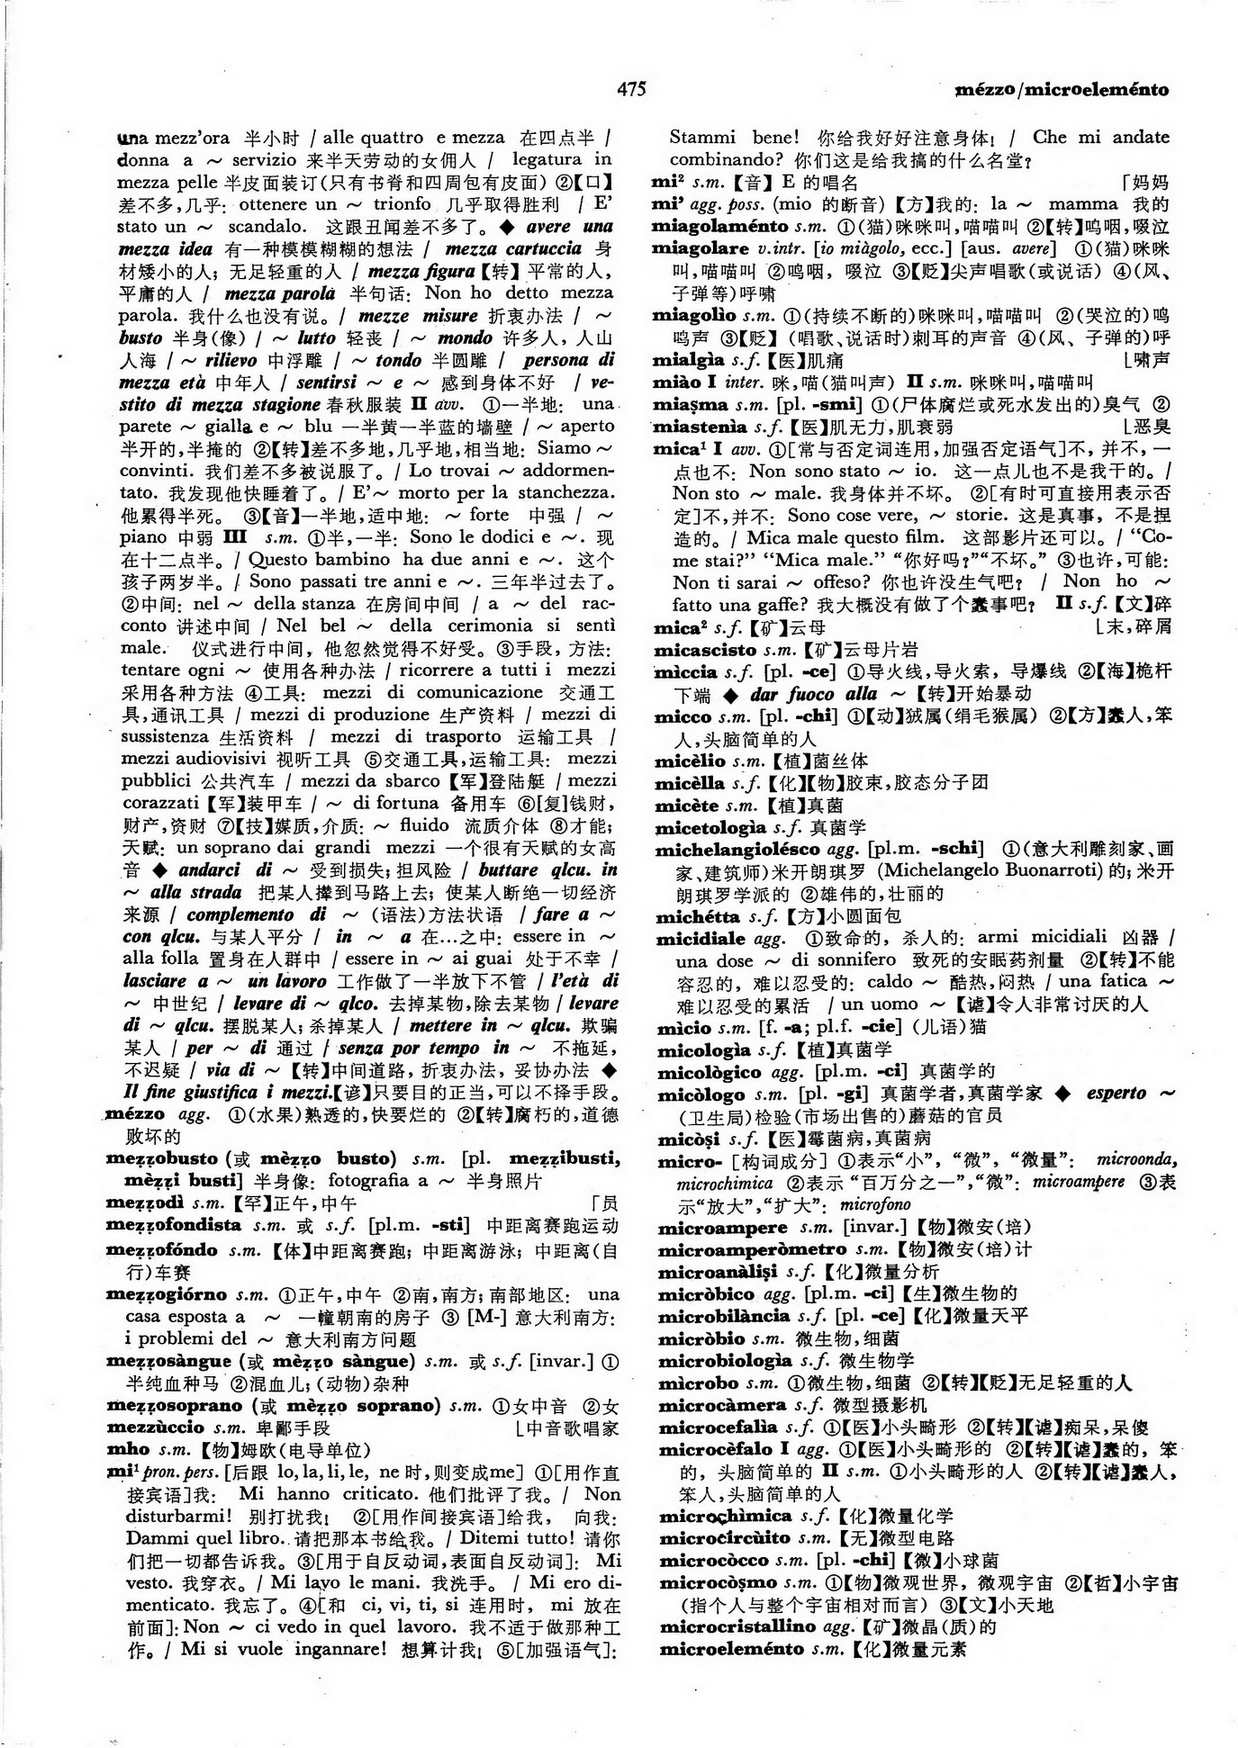 475
mézzo/microeleménto
una mezz'ora 半小时 / alle quattro e mezza 在四点半 /
donna a ～ servizio 来半天劳动的女佣人 / legatura in
mezza pelle 半皮面装订(只有书脊和四周包有皮面) ②【口】
差不多,几乎: ottenere un ～ trionfo 几乎取得胜利 / E'
stato un ～ scandalo. 这跟丑闻差不多了。◆ avere una
mezza idea 有一种模模糊糊的想法 / mezza cartuccia 身
材矮小的人; 无足轻重的人 / mezza figura【转】平常的人,
平庸的人 / mezza parola 半句话: Non ho detto mezza
parola. 我什么也没有说。/ mezze misure 折衷办法 / ～
busto 半身(像) / ～ lutto 轻丧 / ～ mondo 许多人, 人山
人海 / ～ rilievo 中浮雕 / ～ tondo 半圆雕 / persona di
mezza età 中年人 / sentirsi ～ e ～ 感到身体不好 / ve-
stito di mezza stagione 春秋服装 II avv. ①一半地: una
parete ～ gialla e ～ blu 一半黄一半蓝的墙壁 / ～ aperto
半开的,半掩的 ②【转】差不多地,几乎地,相当地: Siamo ～
convinti. 我们差不多被说服了。/ Lo trovai ～ addormen-
tato. 我发现他快睡着了。/ E'～ morto per la stanchezza.
他累得半死。 ③【音】一半地,适中地: ～ forte 中强 / ～
piano 中弱 III s.m. ①半,一半: Sono le dodici e ～. 现
在十二点半。/ Questo bambino ha due anni e ～. 这个
孩子两岁半。/ Sono passati tre anni e ～. 三年半过去了。
②中间: nel ～ della stanza 在房间中间 / a ～ del rac-
conto 讲述中间 / Nel bel ～ della cerimonia si sentì
male. 仪式进行中间, 他忽然觉得不好受。③手段, 方法:
tentare ogni ～ 使用各种办法 / ricorrere a tutti i mezzi
采用各种方法 ④工具: mezzi di comunicazione 交通工
具,通讯工具 / mezzi di produzione 生产资料 / mezzi di
sussistenza 生活资料 / mezzi di trasporto 运输工具 /
mezzi audiovisivi 视听工具 ⑤交通工具,运输工具: mezzi
pubblici 公共汽车 / mezzi da sbarco【军】登陆艇 / mezzi
corazzati【军】装甲车 / ～ di fortuna 备用车 ⑥[复]钱财,
财产,资财 ⑦【技】媒质,介质: ～ fluido 流质介体 ⑧才能;
天赋: un soprano dai grandi mezzi 一个很有天赋的女高
音 ◆ andarci di ～ 受到损失; 担风险 / buttare qlcu. in
～ alla strada 把某人撵到马路上去; 使某人断绝一切经济
来源 / complemento di ～ (语法)方法状语 / fare a ～
con qlcu. 与某人平分 / in ～ a 在…之中: essere in ～
alla folla 置身在人群中 / essere in ～ ai guai 处于不幸 /
lasciare a ～ un lavoro 工作做了一半放下不管 / l'età di
～ 中世纪 / levare di ～ qlco. 去掉某物,除去某物 / levare
di ～ qlcu. 摆脱某人; 杀掉某人 / mettere in ～ qlcu. 欺骗
某人 / per ～ di 通过 / senza por tempo in ～ 不拖延,
不迟疑 / via di ～【转】中间道路, 折衷办法, 妥协办法 ◆
Il fine giustifica i mezzi.【谚】只要目的正当,可以不择手段。
mézzo agg. ①(水果)熟透的,快要烂的 ②【转】腐朽的,道德
败坏的
meẓẓobusto (或 mèẓẓo busto) s.m. [pl. meẓẓibusti,
mèẓẓi busti] 半身像: fotografia a ～ 半身照片
meẓẓodì s.m.【罕】正午,中午 「员
meẓẓofondista s.m. 或 s.f. [pl.m. -sti] 中距离赛跑运动
meẓẓofóndo s.m.【体】中距离赛跑; 中距离游泳; 中距离(自
行)车赛
meẓẓogiórno s.m. ①正午,中午 ②南,南方; 南部地区: una
casa esposta a ～ 一幢朝南的房子 ③ [M-] 意大利南方:
i problemi del ～ 意大利南方问题
meẓẓosàngue (或 mèẓẓo sàngue) s.m. 或 s.f. [invar.] ①
半纯血种马 ②混血儿; (动物)杂种
meẓẓosoprano (或 mèẓẓo soprano) s.m. ①女中音 ②女
mezzùccio s.m. 卑鄙手段 ⌊中音歌唱家
mho s.m.【物】姆欧(电导单位)
mi¹ pron.pers. [后跟 lo, la, li, le, ne 时,则变成me] ①[用作直
接宾语]我: Mi hanno criticato. 他们批评了我。/ Non
disturbarmi! 别打扰我! ②[用作间接宾语]给我, 向我:
Dammi quel libro. 请把那本书给我。/ Ditemi tutto! 请你
们把一切都告诉我。③[用于自反动词,表面自反动词]: Mi
vesto. 我穿衣。/ Mi lavo le mani. 我洗手。 / Mi ero di-
menticato. 我忘了。④[和 ci, vi, ti, si 连用时, mi 放在
前面]: Non ～ ci vedo in quel lavoro. 我不适于做那种工
作。/ Mi si vuole ingannare! 想算计我! ⑤[加强语气]:
Stammi bene! 你给我好好注意身体! / Che mi andate
combinando? 你们这是给我搞的什么名堂?
mi² s.m.【音】E 的唱名 「妈妈
mi' agg. poss. (mio 的断音)【方】我的: la ～ mamma 我的
miagolaménto s.m. ①(猫)咪咪叫,喵喵叫 ②【转】呜咽,啜泣
miagolare v.intr. [io miàgolo, ecc.] [aus. avere] ①(猫)咪咪
叫,喵喵叫 ②呜咽, 啜泣 ③【贬】尖声唱歌(或说话) ④(风、
子弹等)呼啸
miagolìo s.m. ①(持续不断的)咪咪叫,喵喵叫 ②(哭泣的)呜
呜声 ③【贬】 (唱歌、说话时)刺耳的声音 ④(风、子弹的)呼
mialgìa s.f.【医】肌痛 ⌊啸声
miào I inter. 咪,喵(猫叫声) II s.m. 咪咪叫,喵喵叫
miaṣma s.m. [pl. -smi] ①(尸体腐烂或死水发出的)臭气 ②
miastenìa s.f.【医】肌无力,肌衰弱 ⌊恶臭
mica¹ I avv. ①[常与否定词连用,加强否定语气]不, 并不, 一
点也不: Non sono stato ～ io. 这一点儿也不是我干的。/
Non sto ～ male. 我身体并不坏。 ②[有时可直接用表示否
定]不,并不: Sono cose vere, ～ storie. 这是真事, 不是捏
造的。/ Mica male questo film. 这部影片还可以。/ “Co-
me stai?” “Mica male.” “你好吗?”“不坏。” ③也许,可能:
Non ti sarai ～ offeso? 你也许没生气吧? / Non ho ～
fatto una gaffe? 我大概没有做了个蠢事吧? II s.f.【文】碎
mica² s.f.【矿】云母 ⌊末,碎屑
micascisto s.m.【矿】云母片岩
mìccia s.f. [pl. -ce] ①导火线,导火索, 导爆线 ②【海】桅杆
下端 ◆ dar fuoco alla ～【转】开始暴动
micco s.m. [pl. -chi] ①【动】狨属(绢毛猴属) ②【方】蠢人,笨
人,头脑简单的人
micèlio s.m.【植】菌丝体
micèlla s.f.【化】【物】胶束,胶态分子团
micète s.m.【植】真菌
micetologìa s.f. 真菌学
michelangiolésco agg. [pl.m. -schi] ①(意大利雕刻家、画
家、建筑师)米开朗琪罗 (Michelangelo Buonarroti) 的; 米开
朗琪罗学派的 ②雄伟的,壮丽的
michétta s.f.【方】小圆面包
micidiale agg. ①致命的, 杀人的: armi micidiali 凶器 /
una dose ～ di sonnifero 致死的安眠药剂量 ②【转】不能
容忍的, 难以忍受的: caldo ～ 酷热,闷热 / una fatica ～
难以忍受的累活 / un uomo ～【谑】令人非常讨厌的人
mìcio s.m. [f. -a; pl.f. -cie] (儿语)猫
micologìa s.f.【植】真菌学
micològico agg. [pl.m. -ci] 真菌学的
micòlogo s.m. [pl. -gi] 真菌学者,真菌学家 ◆ esperto ～
(卫生局)检验(市场出售的)蘑菇的官员
micòṣi s.f.【医】霉菌病,真菌病
micro- [构词成分] ①表示“小”, “微”, “微量”: microonda,
microchimica ②表示 “百万分之一”,“微”: microampere ③表
示“放大”,“扩大”: microfono
microampere s.m. [invar.]【物】微安(培)
microamperòmetro s.m.【物】微安(培)计
microanàliṣi s.f.【化】微量分析
micròbico agg. [pl.m. -ci]【生】微生物的
microbilància s.f. [pl. -ce]【化】微量天平
micròbio s.m. 微生物,细菌
microbiologìa s.f. 微生物学
mìcrobo s.m. ①微生物,细菌 ②【转】【贬】无足轻重的人
microcàmera s.f. 微型摄影机
microcefalìa s.f. ①【医】小头畸形 ②【转】【谑】痴呆,呆傻
microcèfalo I agg. ①【医】小头畸形的 ②【转】【谑】蠢的, 笨
的, 头脑简单的 II s.m. ①小头畸形的人 ②【转】【谑】蠢人,
笨人,头脑简单的人
microchìmica s.f.【化】微量化学
microcircùito s.m.【无】微型电路
microcòcco s.m. [pl. -chi]【微】小球菌
microcòṣmo s.m. ①【物】微观世界, 微观宇宙 ②【哲】小宇宙
(指个人与整个宇宙相对而言) ③【文】小天地
microcristallino agg.【矿】微晶(质)的
microeleménto s.m.【化】微量元素